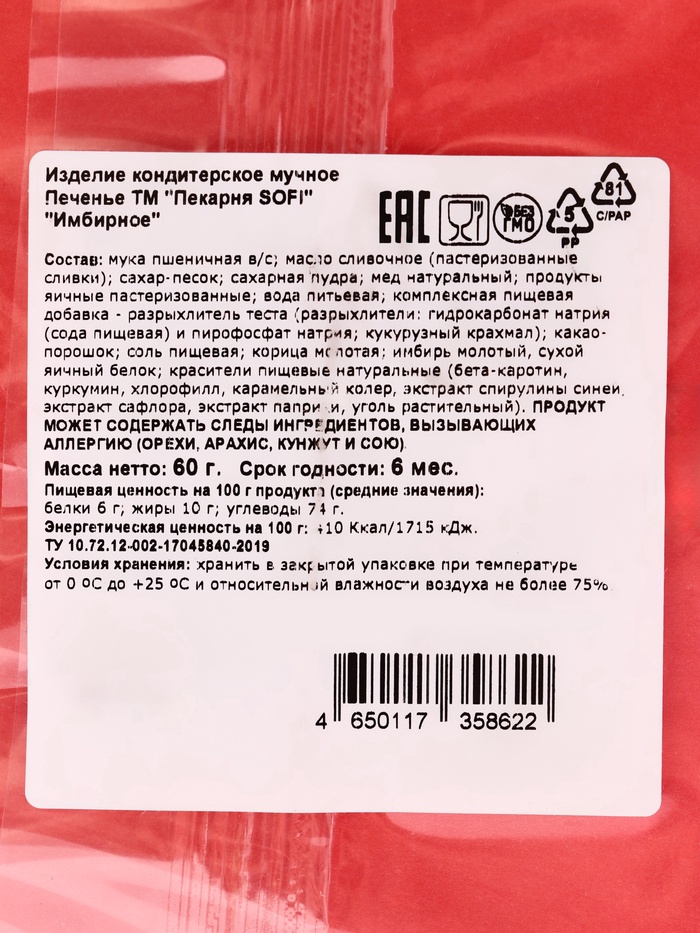 Изделие кондитерское мучное
Печенье ТМ "Пекарня SOFI"
"Имбирное"
EAC
БЕЗ
ГМО
5
PP
81
C/PAP
Состав: мука пшеничная в/с; масло сливочное (пастеризованные
сливки); сахар-песок; сахарная пудра; мед натуральный; продукты
яичные пастеризованные; вода питьевая; комплексная пищевая
добавка - разрыхлитель теста (разрыхлители: гидрокарбонат натрия
(сода пищевая) и пирофосфат натрия; кукурузный крахмал); какао-
порошок; соль пищевая; корица молотая; имбирь молотый, сухой
яичный белок; красители пищевые натуральные (бета-каротин,
куркумин, хлорофилл, карамельный колер, экстракт спирулины синей,
экстракт сафлора, экстракт паприки, уголь растительный). ПРОДУКТ
МОЖЕТ СОДЕРЖАТЬ СЛЕДЫ ИНГРЕДИЕНТОВ, ВЫЗЫВАЮЩИХ
АЛЛЕРГИЮ (ОРЕХИ, АРАХИС, КУНЖУТ И СОЮ)
Масса нетто: 60 г. Срок годности: 6 мес.
Пищевая ценность на 100 г продукта (средние значения):
белки 6 г; жиры 10 г; углеводы 74 г.
Энергетическая ценность на 100 г: 410 Ккал/1715 кДж.
ТУ 10.72.12-002-17045840-2019
Условия хранения: хранить в закрытой упаковке при температуре
от 0 ºС до +25 ºС и относительной влажности воздуха не более 75%
4 650117 358622